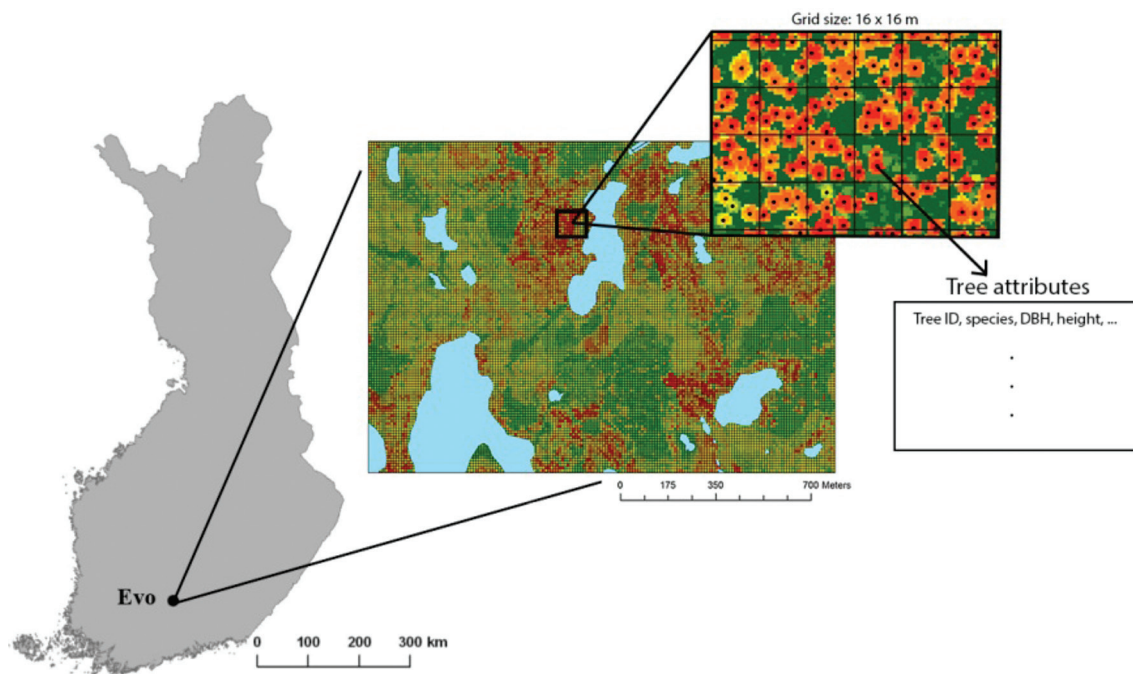 Grid size: 16 x 16 m
Tree attributes
Tree ID, species, DBH, height, ...
.
.
.
0 175 350 700 Meters
Evo
0 100 200 300 km